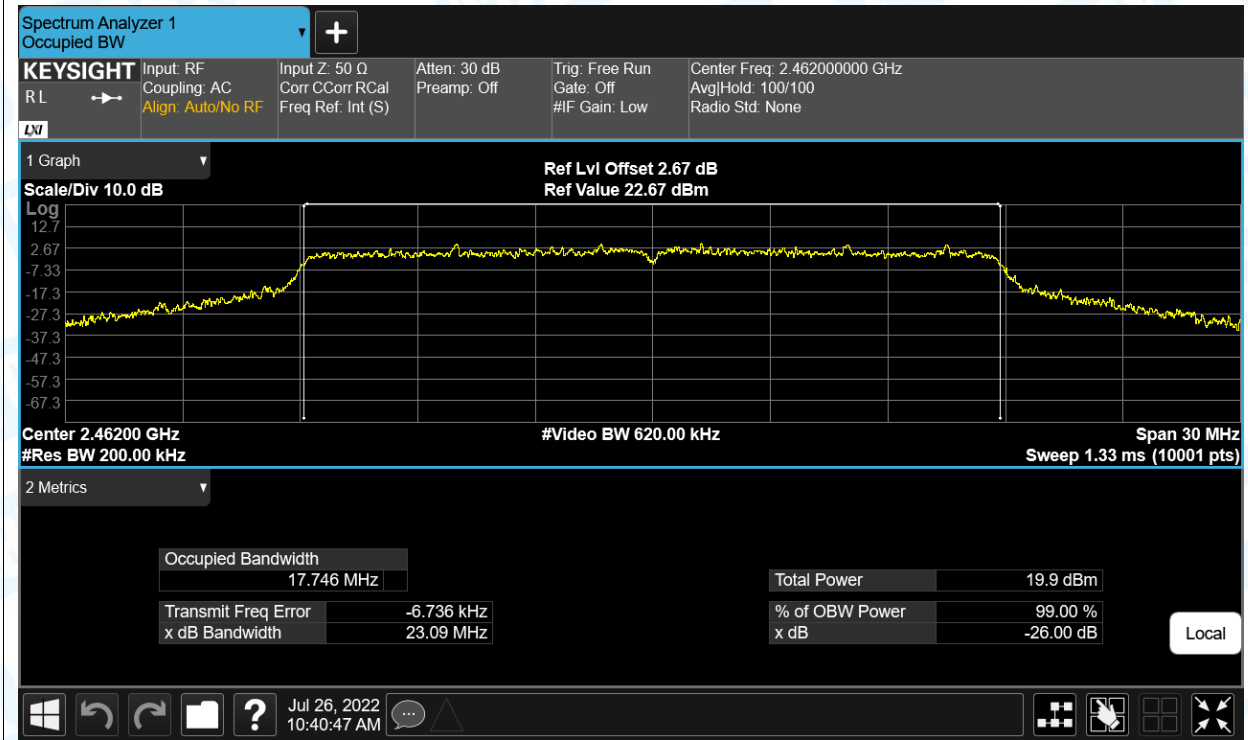 Spectrum Analyzer 1
Occupied BW
KEYSIGHT
R L
LXI
Input: RF
Coupling: AC
Align: Auto/No RF
Input Z: 50 Ω
Corr CCorr RCal
Freq Ref: Int (S)
Atten: 30 dB
Preamp: Off
Trig: Free Run
Gate: Off
#IF Gain: Low
Center Freq: 2.462000000 GHz
Avg|Hold: 100/100
Radio Std: None
1 Graph
Scale/Div 10.0 dB
Ref Lvl Offset 2.67 dB
Ref Value 22.67 dBm
Log
12.7
2.67
-7.33
-17.3
-27.3
-37.3
-47.3
-57.3
-67.3
Center 2.46200 GHz
#Video BW 620.00 kHz
Span 30 MHz
#Res BW 200.00 kHz
Sweep 1.33 ms (10001 pts)
2 Metrics
Occupied Bandwidth
17.746 MHz
Total Power 19.9 dBm
Transmit Freq Error -6.736 kHz
% of OBW Power 99.00 %
x dB Bandwidth 23.09 MHz
x dB -26.00 dB
Local
?
Jul 26, 2022
10:40:47 AM